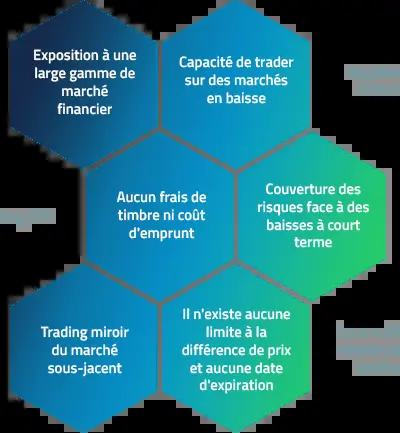 Exposition à une
large gamme de
marché
financier
Capacité de trader
sur des marchés
en baisse
Aucun frais de
timbre ni coût
d'emprunt
Couverture des
risques face à des
baisses à court
terme
Trading miroir
du marché
sous-jacent
Il n'existe aucune
limite à la
différence de prix
et aucune date
d'expiration